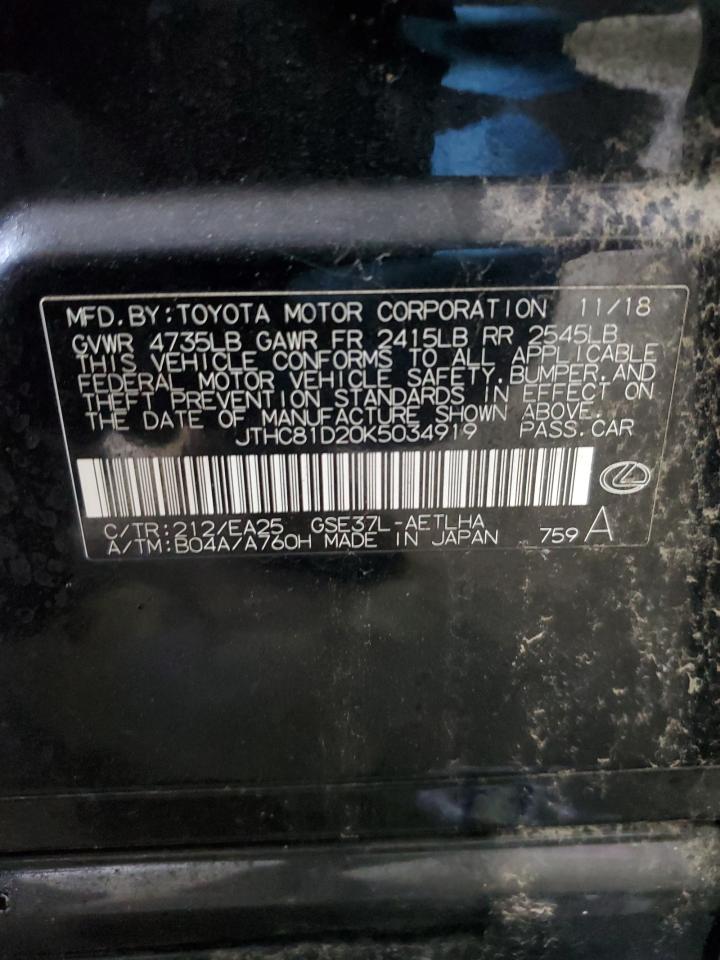 MFD.BY:TOYOTA MOTOR CORPORATION 11/18
GVWR 4735LB GAWR FR 2415LB RR 2545LB
THIS VEHICLE CONFORMS TO ALL APPLICABLE
FEDERAL MOTOR VEHICLE SAFETY,BUMPER,AND
THEFT PREVENTION STANDARDS IN EFFECT ON
THE DATE OF MANUFACTURE SHOWN ABOVE.
JTHC81D20K5034919 PASS.CAR
C/TR:212/EA25 GSE37L-AETLHA
A/TM:B04A/A760H MADE IN JAPAN 759 A